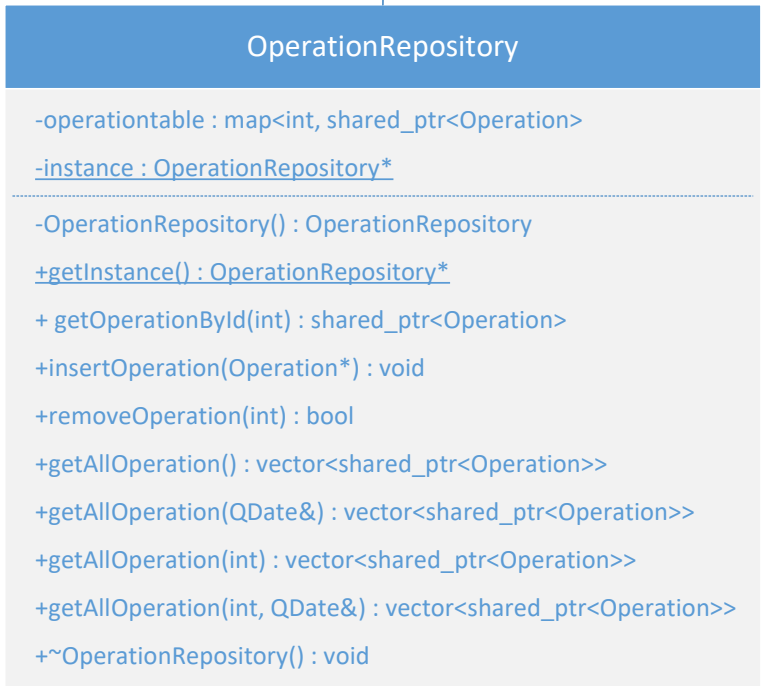 OperationRepository
-operationtable : map<int, shared_ptr<Operation>
-instance : OperationRepository*
-OperationRepository() : OperationRepository
+getInstance() : OperationRepository*
+ getOperationById(int) : shared_ptr<Operation>
+insertOperation(Operation*) : void
+removeOperation(int) : bool
+getAllOperation() : vector<shared_ptr<Operation>>
+getAllOperation(QDate&) : vector<shared_ptr<Operation>>
+getAllOperation(int) : vector<shared_ptr<Operation>>
+getAllOperation(int, QDate&) : vector<shared_ptr<Operation>>
+~OperationRepository() : void